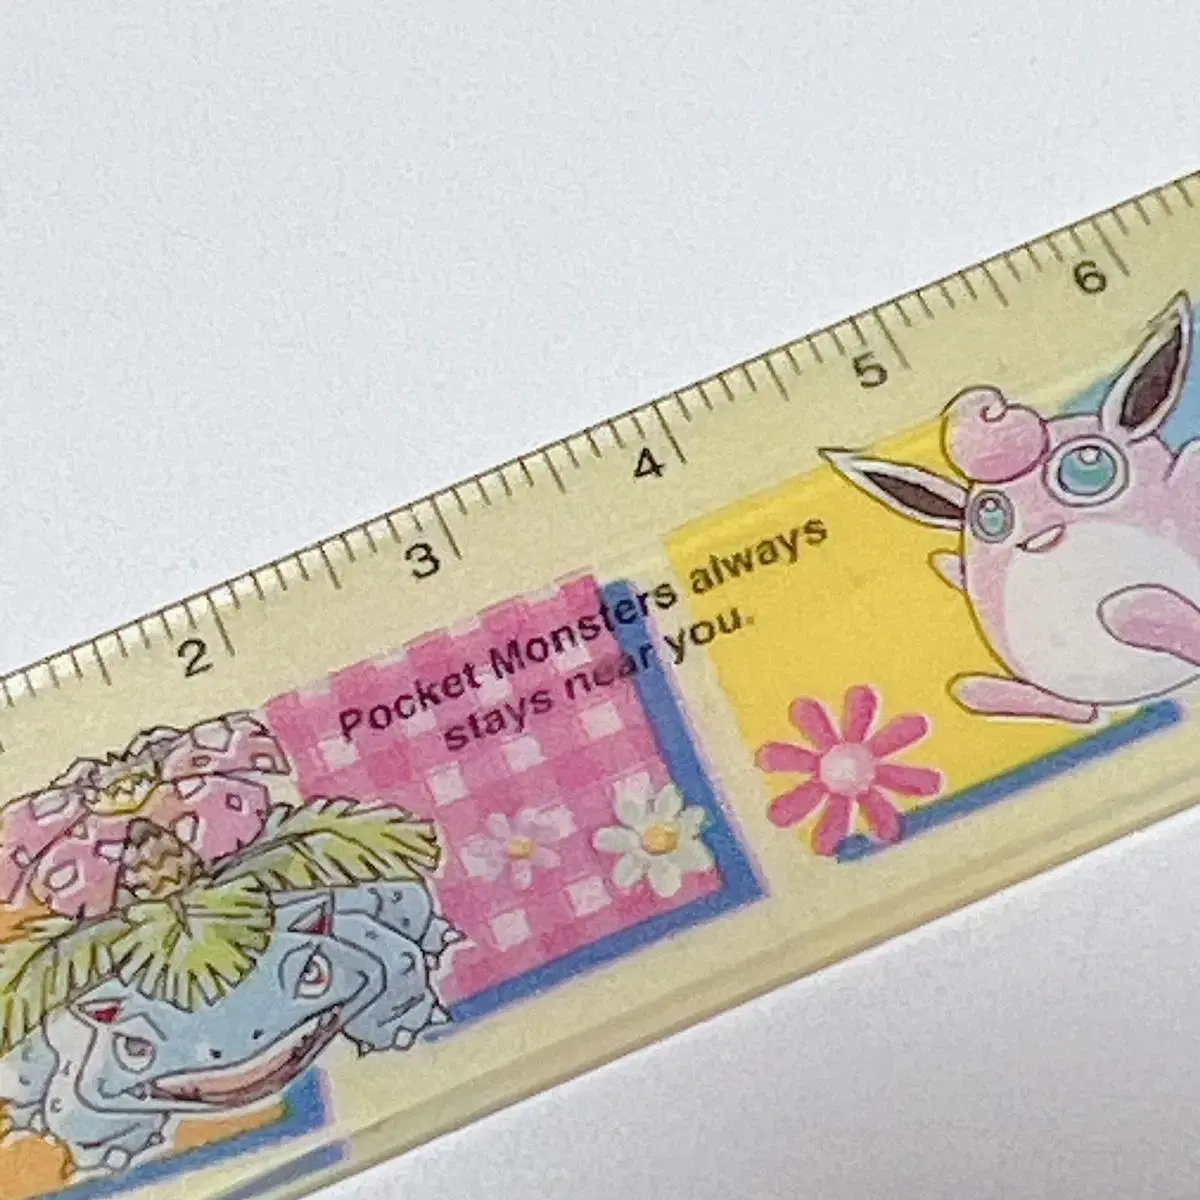 2 3 4 5 6
Pocket Monsters always
stays near you.